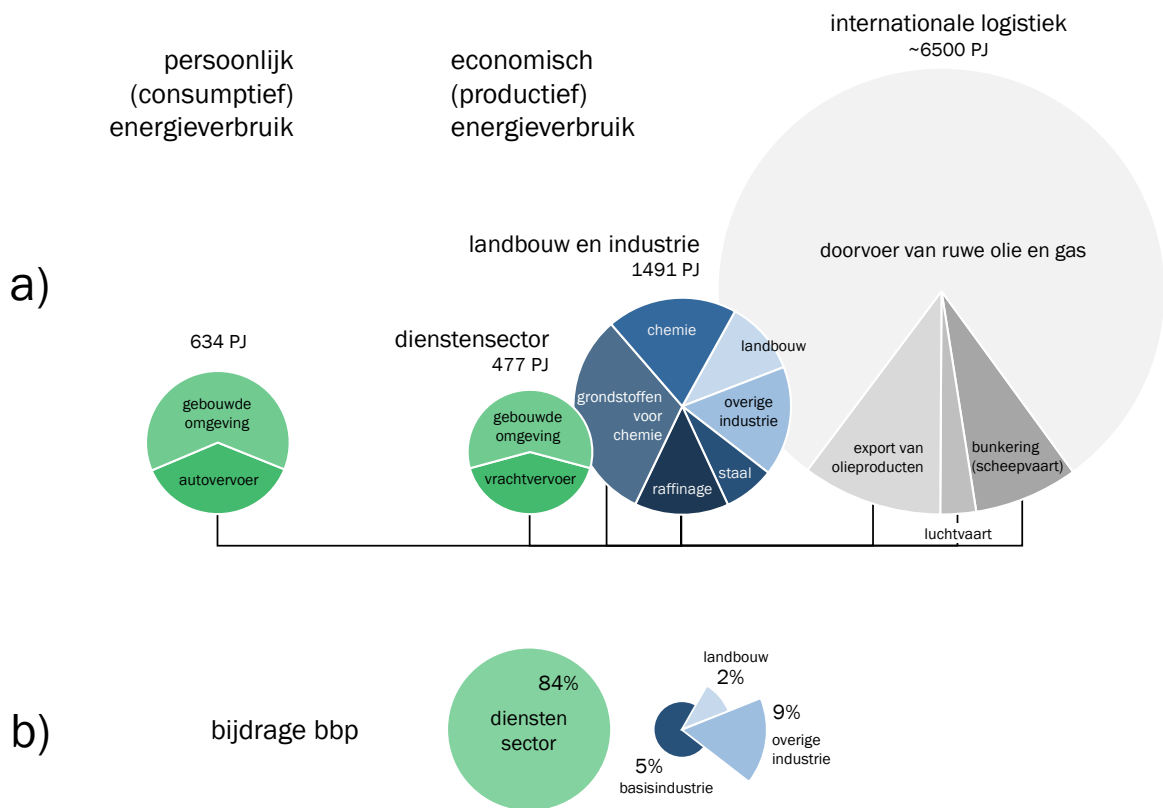 internationale logistiek
~6500 PJ
persoonlijk
(consumptief)
energieverbruik
economisch
(productief)
energieverbruik
a)
landbouw en industrie
1491 PJ
doorvoer van ruwe olie en gas
634 PJ
dienstensector
477 PJ
chemie
landbouw
gebouwde
omgeving
autovervoer
gebouwde
omgeving
vrachtvervoer
grondstoffen
voor
chemie
overige
industrie
staal
raffinage
export van
olieproducten
bunkering
(scheepvaart)
luchtvaart
b)
bijdrage bbp
84%
diensten
sector
landbouw
2%
9%
overige
industrie
5%
basisindustrie